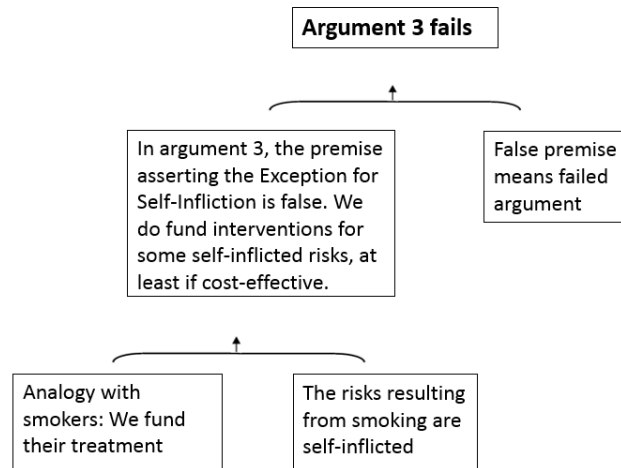 Argument 3 fails
In argument 3, the premise
asserting the Exception for
Self-Infliction is false. We
do fund interventions for
some self-inflicted risks, at
least if cost-effective.
False premise
means failed
argument
Analogy with
smokers: We fund
their treatment
The risks resulting
from smoking are
self-inflicted